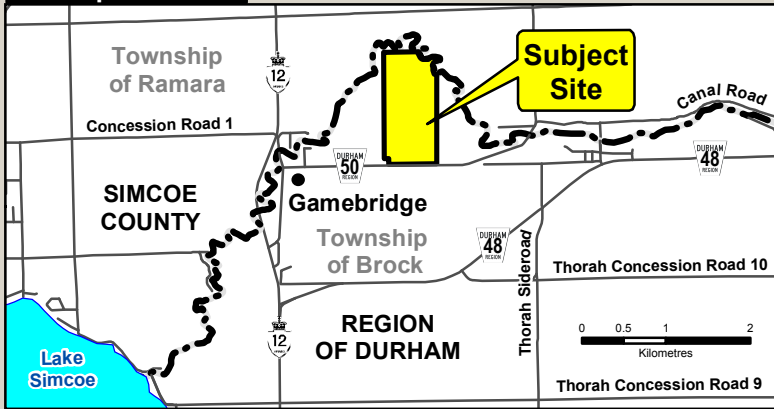 Township
of Ramara
12
Subject
Site
Canal Road
Concession Road 1
DURHAM
50
REGION
DURHAM
48
REGION
SIMCOE
COUNTY
Gamebridge
Township
of Brock
DURHAM
48
REGION
Thorah Sideroad
Thorah Concession Road 10
12
REGION
OF DURHAM
0 0.5 1 2
Kilometres
Lake
Simcoe
Thorah Concession Road 9